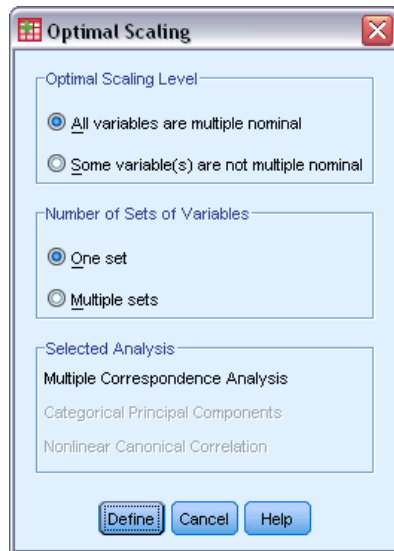 Optimal Scaling
Optimal Scaling Level
All variables are multiple nominal
Some variable(s) are not multiple nominal
Number of Sets of Variables
One set
Multiple sets
Selected Analysis
Multiple Correspondence Analysis
Categorical Principal Components
Nonlinear Canonical Correlation
Define Cancel Help